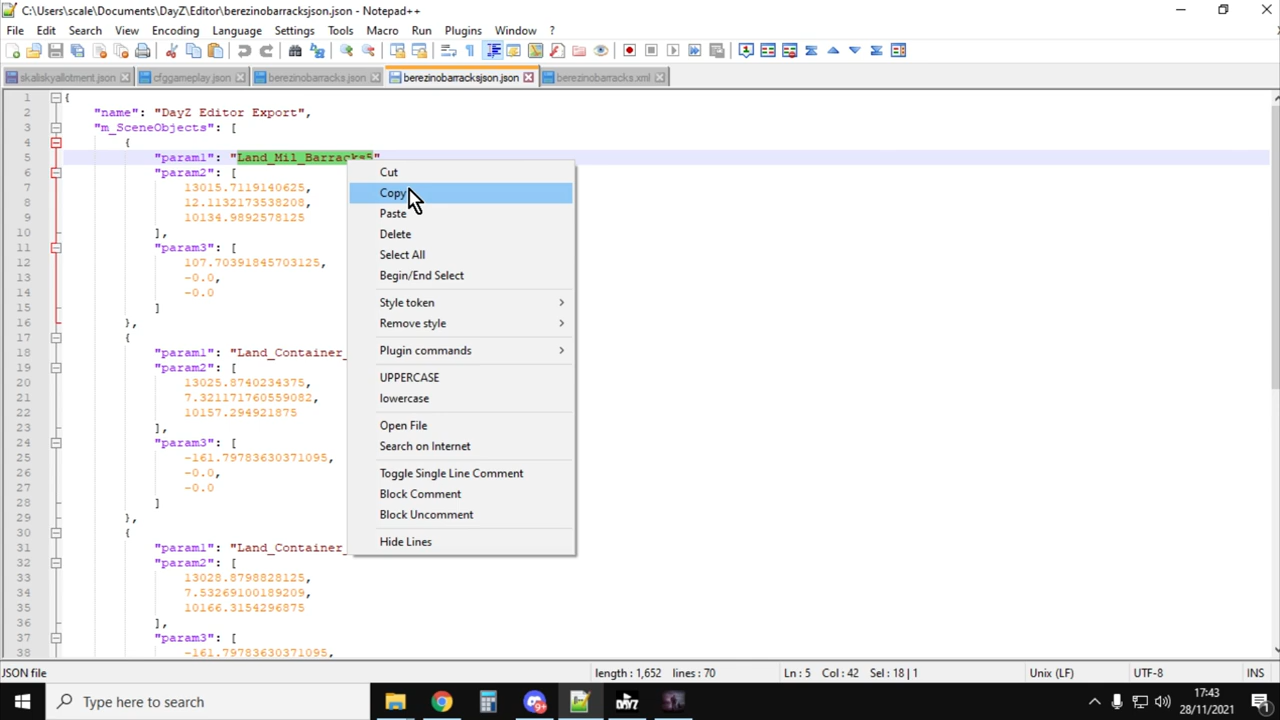 C:\Users\scale\Documents\DayZ\Editor\berezinobarracksjson.json - Notepad++
File Edit Search View Encoding Language Settings Tools Macro Run Plugins Window ?
skaliskyallotment.json cfggameplay.json berezinobarracks.json berezinobarracksjson.json berezinobarracks.xml
1 {
2 "name": "DayZ Editor Export",
3 "m_SceneObjects": [
4 {
5 "param1": "Land_Mil_Barracks5"
6 "param2": [
7 13015.7119140625,
8 12.1132173538208,
9 10134.9892578125
10 ],
11 "param3": [
12 107.70391845703125,
13 -0.0,
14 -0.0
15 ]
16 },
17 {
18 "param1": "Land_Container_
19 "param2": [
20 13025.8740234375,
21 7.321171760559082,
22 10157.294921875
23 ],
24 "param3": [
25 -161.79783630371095,
26 -0.0,
27 -0.0
28 ]
29 },
30 {
31 "param1": "Land_Container_
32 "param2": [
33 13028.8798828125,
34 7.53269100189209,
35 10166.3154296875
36 ],
37 "param3": [
38 -161.79783630371095,
Cut
Copy
Paste
Delete
Select All
Begin/End Select
Style token
Remove style
Plugin commands
UPPERCASE
lowercase
Open File
Search on Internet
Toggle Single Line Comment
Block Comment
Block Uncomment
Hide Lines
JSON file length : 1,652 lines : 70 Ln : 5 Col : 42 Sel : 18 | 1 Unix (LF) UTF-8 INS
Type here to search
17:43
28/11/2021